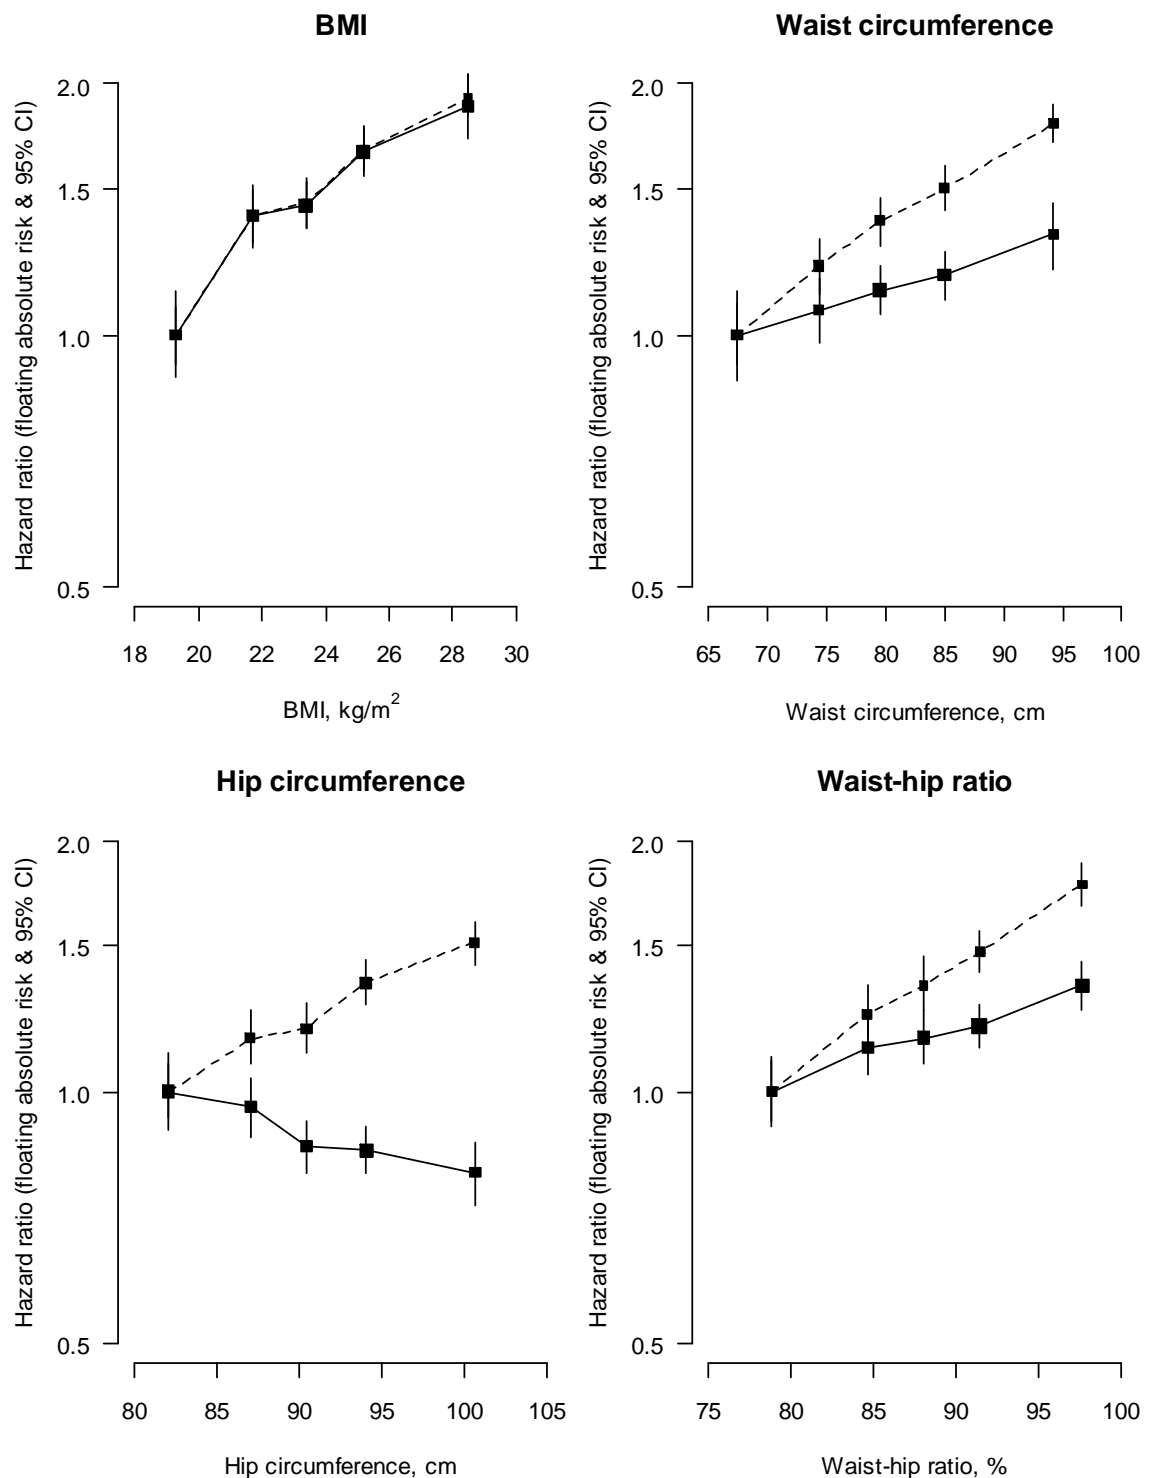 BMI
Hazard ratio (floating absolute risk & 95% CI)
2.0
1.5
1.0
0.5
18 20 22 24 26 28 30
BMI, kg/m²
Waist circumference
Hazard ratio (floating absolute risk & 95% CI)
2.0
1.5
1.0
0.5
65 70 75 80 85 90 95 100
Waist circumference, cm
Hip circumference
Hazard ratio (floating absolute risk & 95% CI)
2.0
1.5
1.0
0.5
80 85 90 95 100 105
Hip circumference, cm
Waist-hip ratio
Hazard ratio (floating absolute risk & 95% CI)
2.0
1.5
1.0
0.5
75 80 85 90 95 100
Waist-hip ratio, %